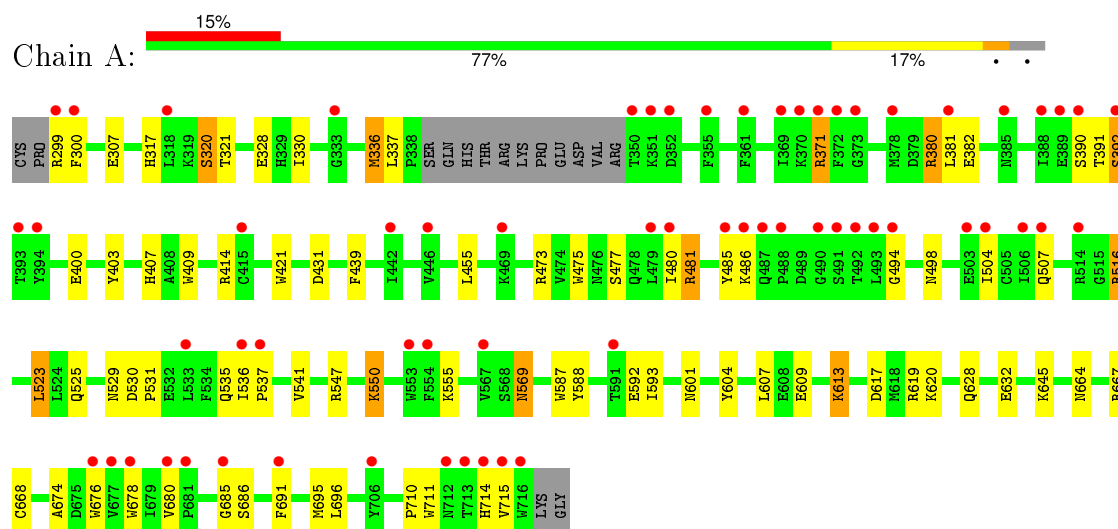 15%
Chain A:
77% 17% • •
CYS PRO R299 F300 E307 H317 L318 K319 S320 T321 E328 H329 I330 G333 M336 L337 P338 SER GLN HIS THR ARG LYS PRO GLU ASP VAL ARG T350 K351 D352 F355 F361 I369 K370 R371 F372 G373 M378 D379 R380 L381 E382 N385 I388 E389 S390 T391
T393 Y394 E400 Y403 H407 A408 W409 R414 C415 W421 D431 F439 I442 V446 L455 K469 R473 V474 W475 N476 S477 Q478 L479 I480 R481 Y485 K486 Q487 P488 D489 G490 S491 T492 L493 G494 N498 E503 I504 C505 I506 Q507 R514 G515
L523 L524 Q525 N529 D530 P531 E532 L533 F534 Q535 I536 P537 V541 R547 K550 W553 F554 K555 V567 S568 N569 W587 Y588 T591 E592 I593 N601 Y604 L607 E608 E609 K613 D617 M618 R619 K620 Q628 E632 K645 N664
C668 A674 D675 W676 V677 W678 I679 V680 P681 G685 S686 F691 M695 L696 Y706 P710 W711 N712 T713 H714 V715 W716 LYS GLY